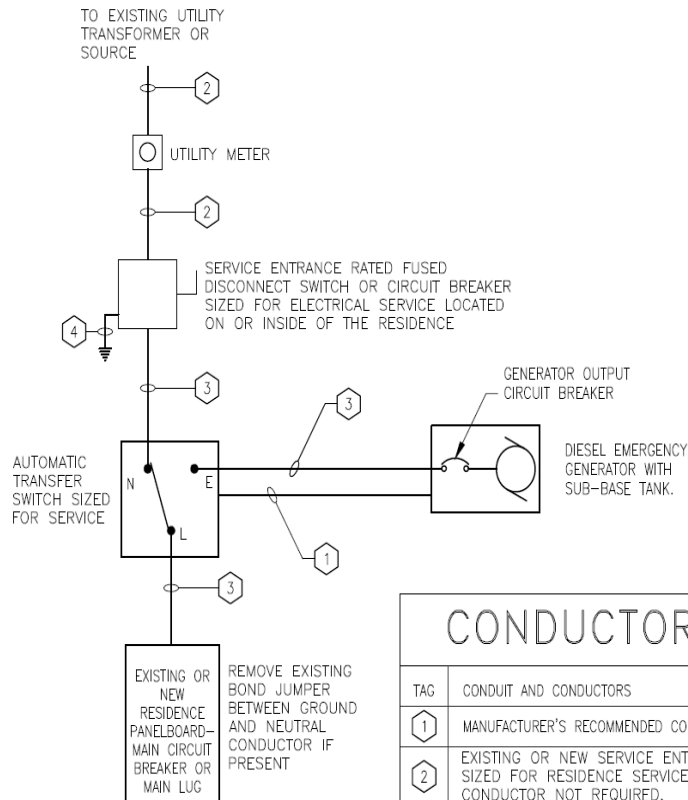 TO EXISTING UTILITY
TRANSFORMER OR
SOURCE
2
UTILITY METER
2
SERVICE ENTRANCE RATED FUSED
DISCONNECT SWITCH OR CIRCUIT BREAKER
SIZED FOR ELECTRICAL SERVICE LOCATED
ON OR INSIDE OF THE RESIDENCE
4
3
GENERATOR OUTPUT
CIRCUIT BREAKER
3
AUTOMATIC
TRANSFER
SWITCH SIZED
FOR SERVICE
N
E
L
DIESEL EMERGENCY
GENERATOR WITH
SUB-BASE TANK.
1
3
EXISTING OR
NEW
RESIDENCE
PANELBOARD-
MAIN CIRCUIT
BREAKER OR
MAIN LUG
REMOVE EXISTING
BOND JUMPER
BETWEEN GROUND
AND NEUTRAL
CONDUCTOR IF
PRESENT
CONDUCTOR
TAG CONDUIT AND CONDUCTORS
1 MANUFACTURER'S RECOMMENDED CO
2 EXISTING OR NEW SERVICE ENT
SIZED FOR RESIDENCE SERVICE
CONDUCTOR NOT REQUIRED.